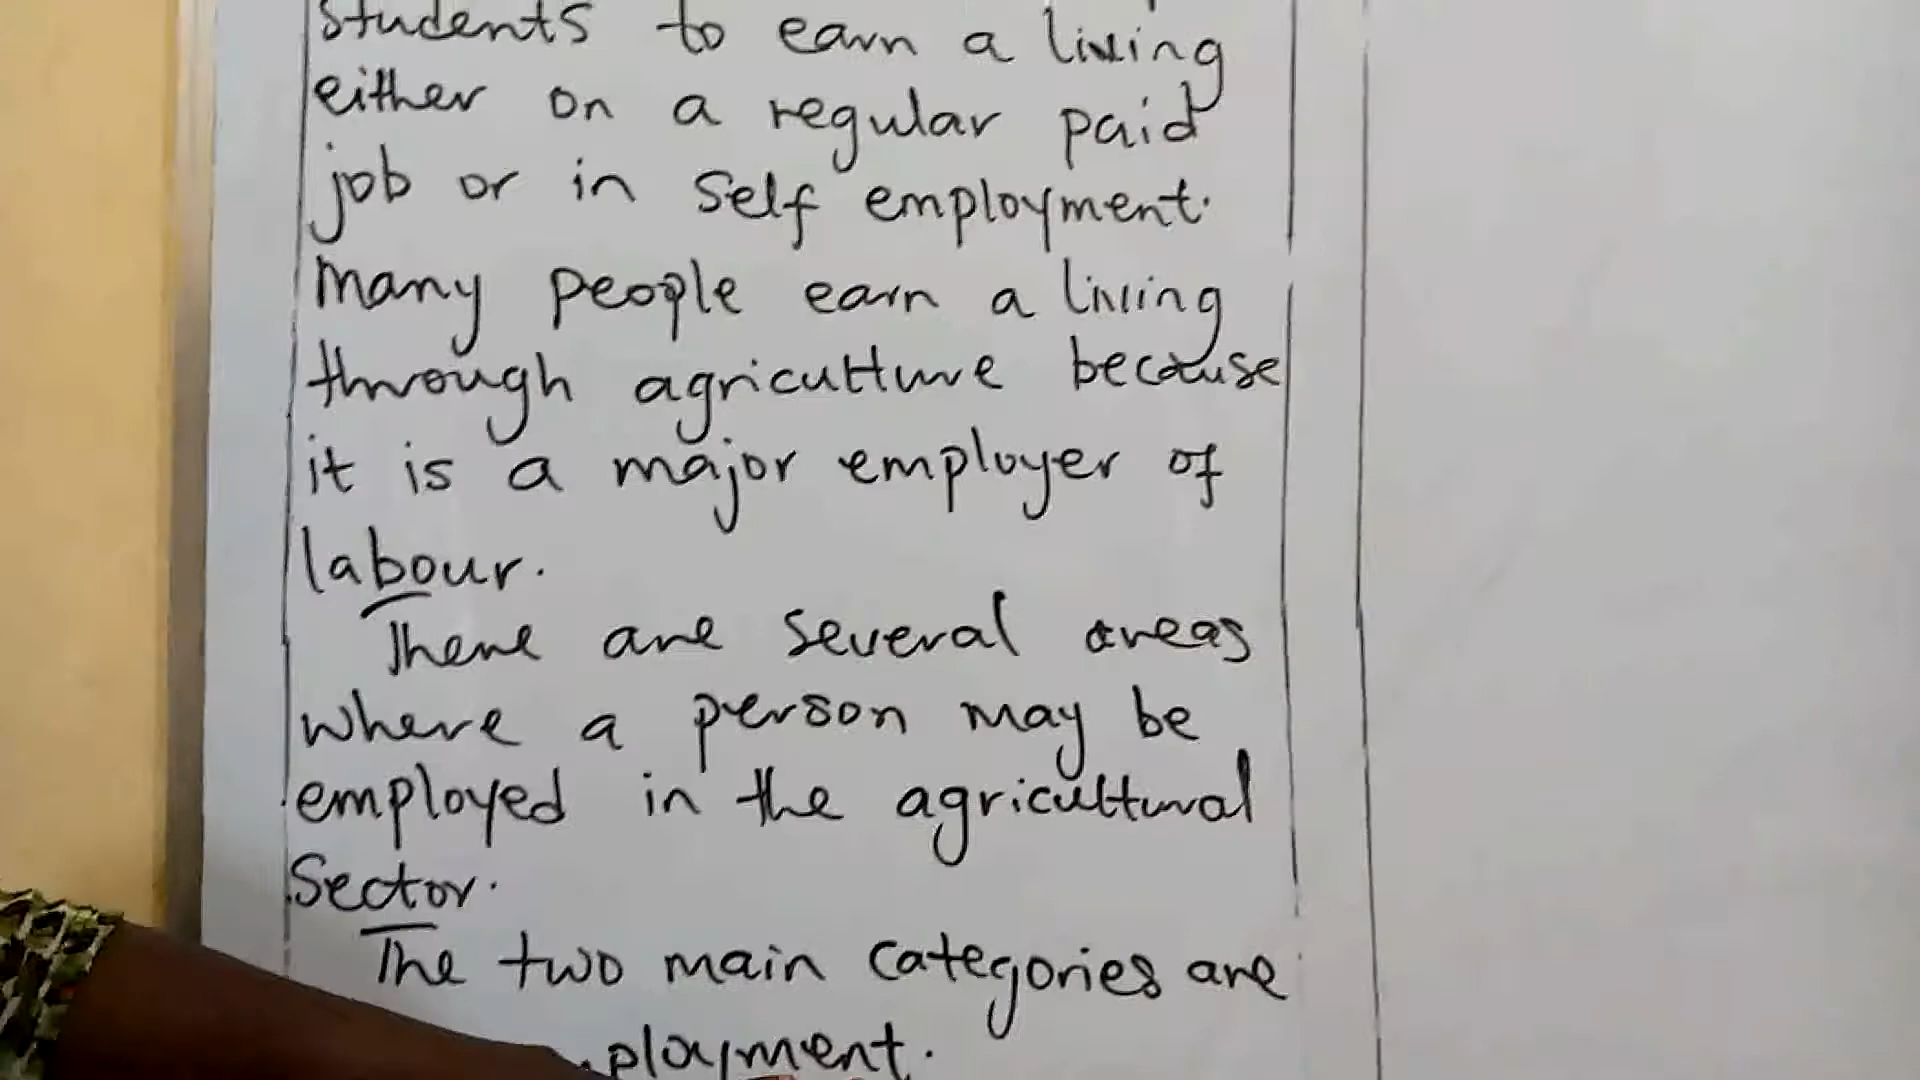 students to earn a living
either on a regular paid
job or in self employment.
Many people earn a living
through agriculture because
it is a major employer of
labour.
There are several areas
where a person may be
employed in the agricultural
Sector.
The two main categories are